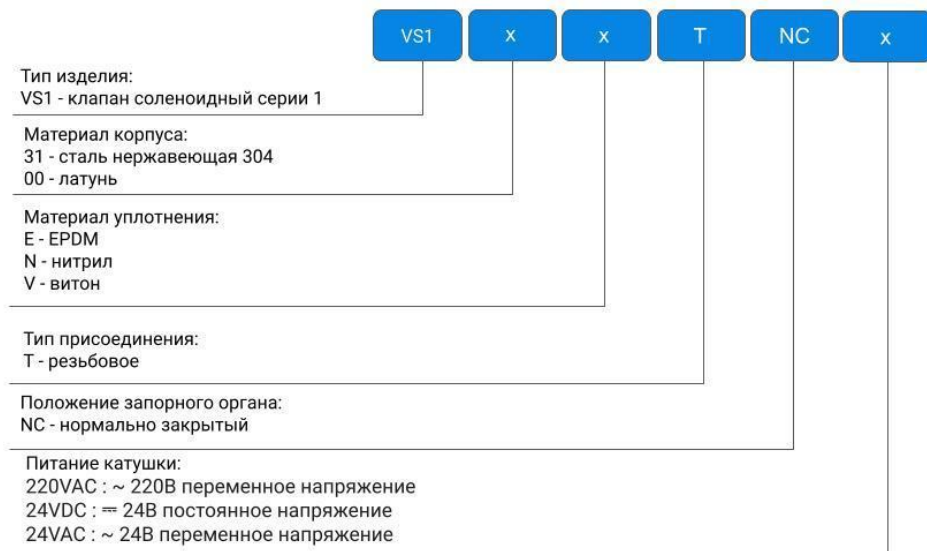 VS1 x x T NC x
Тип изделия:
VS1 - клапан соленоидный серии 1
Материал корпуса:
31 - сталь нержавеющая 304
00 - латунь
Материал уплотнения:
E - EPDM
N - нитрил
V - витон
Тип присоединения:
T - резьбовое
Положение запорного органа:
NC - нормально закрытый
Питание катушки:
220VAC : ~ 220В переменное напряжение
24VDC : ⎓ 24В постоянное напряжение
24VAC : ~ 24В переменное напряжение